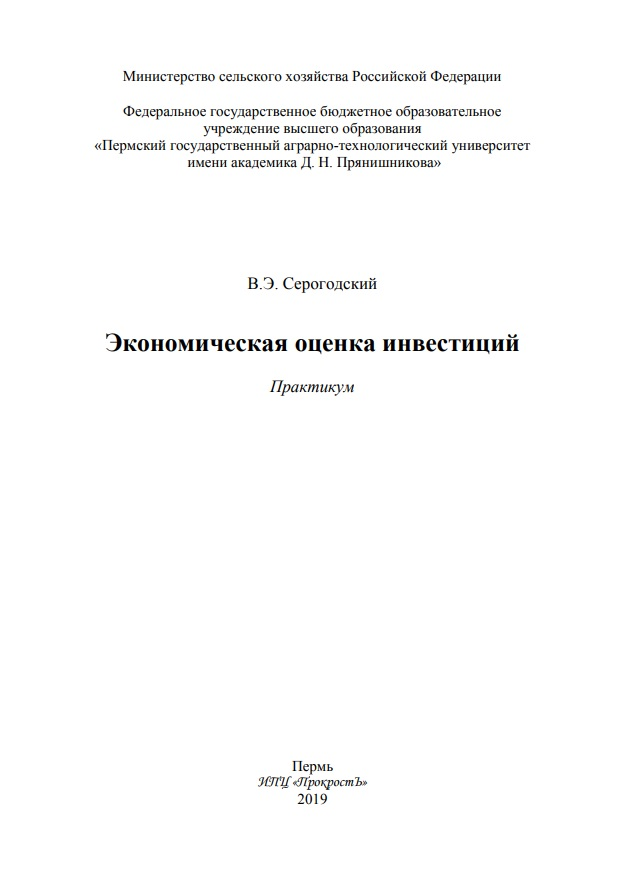 Министерство сельского хозяйства Российской Федерации
Федеральное государственное бюджетное образовательное
учреждение высшего образования
«Пермский государственный аграрно-технологический университет
имени академика Д. Н. Прянишникова»
В.Э. Серогодский
Экономическая оценка инвестиций
Практикум
Пермь
ИПЦ «ПрокростЪ»
2019